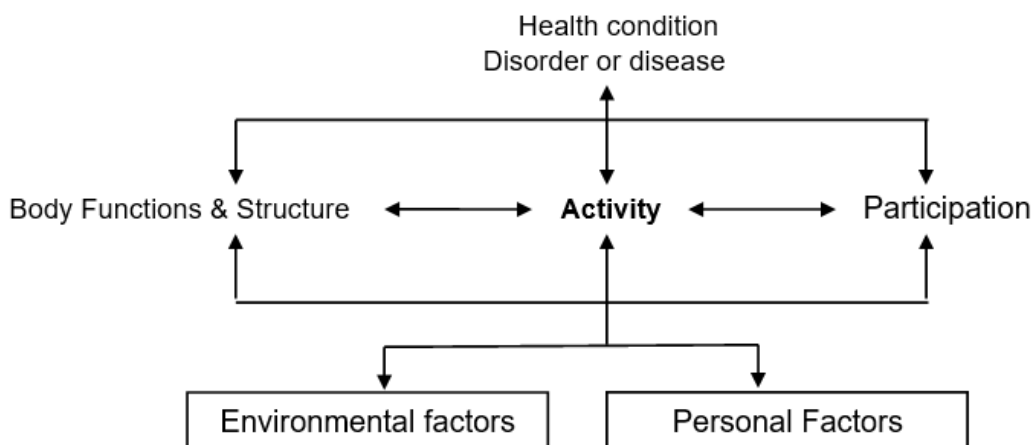 Health condition
Disorder or disease
Body Functions & Structure Activity Participation
Environmental factors Personal Factors